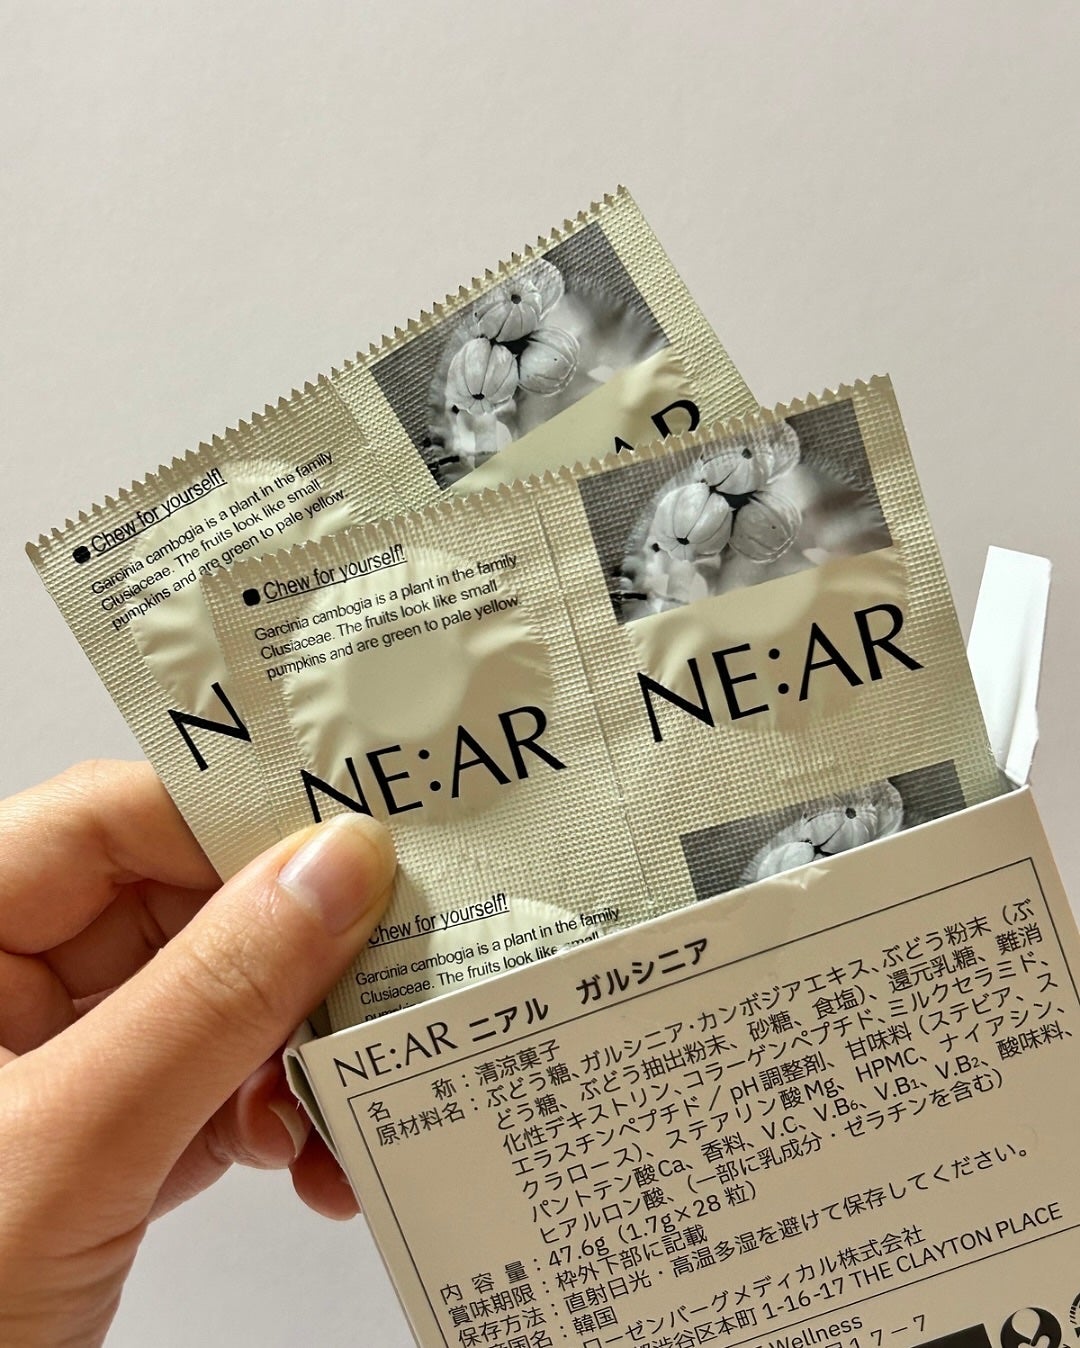 Chew for yourself!
Garcinia cambogia is a plant in the family
Clusiaceae. The fruits look like small
pumpkins and are green to pale yellow.
AR
Chew for yourself!
Garcinia cambogia is a plant in the family
Clusiaceae. The fruits look like small
pumpkins and are green to pale yellow.
NE:AR
NE:AR
Chew for yourself!
Garcinia cambogia is a plant in the family
Clusiaceae. The fruits look like small
NE:AR ニアル ガルシニア
名 称：清涼菓子
原材料名：ぶどう糖、ガルシニア・カンボジアエキス、ぶどう粉末（ぶ
どう糖、ぶどう抽出粉末、砂糖、食塩）、還元乳糖、難消
化性デキストリン、コラーゲンペプチド、ミルクセラミド、
エラスチンペプチド / pH調整剤、甘味料（ステビア、ス
クラロース）、ステアリン酸Mg、HPMC、ナイアシン、
パントテン酸Ca、香料、V.C、V.B6、V.B1、V.B2、酸味料、
ヒアルロン酸、（一部に乳成分・ゼラチンを含む）
内 容 量：47.6g（1.7g×28 粒）
賞味期限：枠外下部に記載
保存方法：直射日光・高温多湿を避けて保存してください。
産国名：韓国
ローゼンバーグメディカル株式会社
渋谷区本町 1-16-17 THE CLAYTON PLACE
Wellness
17-7